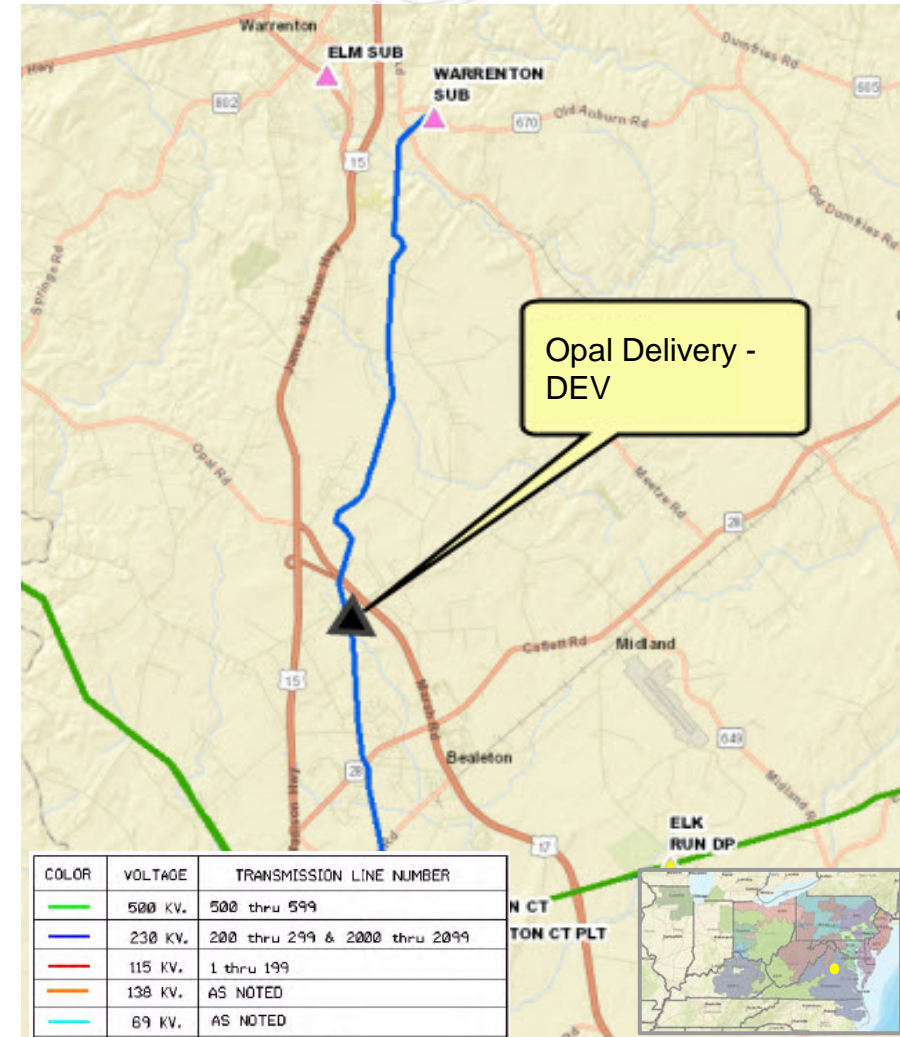 Warrenton
ELM SUB
WARRENTON
SUB
Dumfries Rd
605
Hwy
Rd
802
670
Old Auburn Rd
15
Old Dumfries Rd
Springs Rd
James Madison Hwy
Opal Delivery -
DEV
Opal Rd
Meetze Rd
28
Catlett Rd
Midland
15
Marsh Rd
649
Bealeton
28
Midland R
Madison Hwy
Rd
17
ELK
RUN DP
N CT
TON CT PLT
Rd
COLOR VOLTAGE TRANSMISSION LINE NUMBER
500 KV. 500 thru 599
230 KV. 200 thru 299 & 2000 thru 2099
115 KV. 1 thru 199
138 KV. AS NOTED
69 KV. AS NOTED